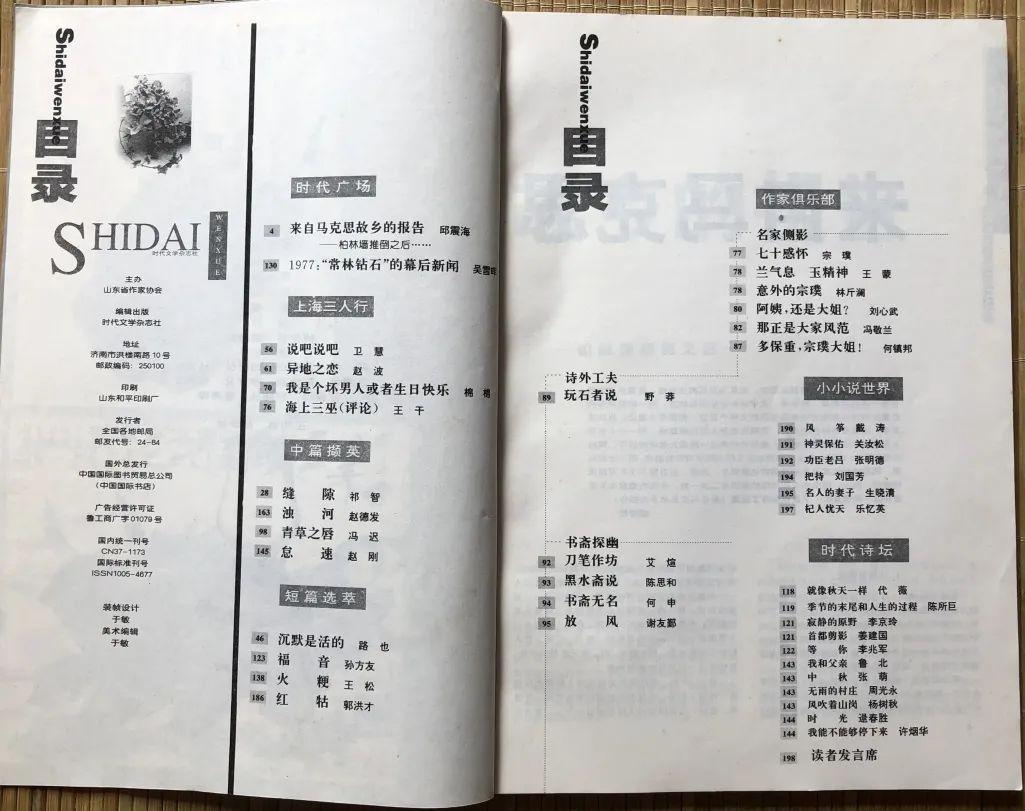 Shidaiwenxue
目录
SHIDAI
WENXUE
时代文学杂志社
主办
山东省作家协会
编辑出版
时代文学杂志社
地址
济南市洪楼南路10号
邮政编码：250100
印刷
山东和平印刷厂
发行者
全国各地邮局
邮发代号：24-84
国外总发行
中国国际图书贸易总公司
（中国国际书店）
广告经营许可证
鲁工商广字01079号
国内统一刊号
CN37-1173
国际标准刊号
ISSN1005-4677
装帧设计
于敏
美术编辑
于敏
时代广场
4 来自马克思故乡的报告 邱震海
——柏林墙推倒之后……
130 1977：“常林钻石”的幕后新闻 吴雪
上海三人行
56 说吧说吧 卫慧
61 异地之恋 赵波
70 我是个坏男人或者生日快乐 棉棉
76 海上三巫（评论） 王干
中篇撷英
28 缝隙 祁智
163 浊河 赵德发
98 青草之唇 冯迟
145 怠速 赵刚
短篇选萃
46 沉默是活的 路也
123 福音 孙方友
138 火粳 王松
186 红牯 郭洪才
Shidaiwenxue
目录
作家俱乐部
名家侧影
77 七十感怀 宗璞
78 兰气息 玉精神 王蒙
78 意外的宗璞 林斤澜
80 阿姨，还是大姐？ 刘心武
82 那正是大家风范 冯敬兰
87 多保重，宗璞大姐！ 何镇邦
诗外工夫
89 玩石者说 野莽
书斋探幽
92 刀笔作坊 艾煊
93 黑水斋说 陈思和
94 书斋无名 何申
95 放风 谢友鄞
小小说世界
190 风筝 戴涛
191 神灵保佑 关汝松
192 功臣老吕 张明德
194 把持 刘国芳
195 名人的妻子 生晓清
197 杞人忧天 乐忆英
时代诗坛
118 就像秋天一样 代薇
119 季节的末尾和人生的过程 陈所巨
121 寂静的原野 李京玲
121 首都剪影 姜建国
122 等你 李兆军
143 我和父亲 鲁北
143 中秋 张萌
143 无雨的村庄 周光永
143 风吹着山岗 杨树秋
144 时光 逯春胜
144 我能不能够停下来 许烟华
198 读者发言席